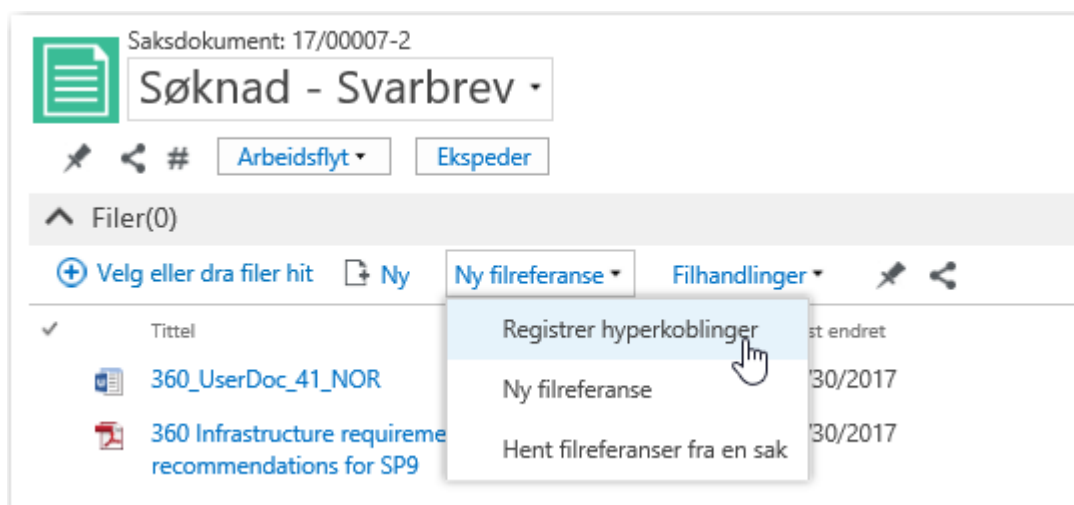 Saksdokument: 17/00007-2
Søknad - Svarbrev
# Arbeidsflyt Ekspeder
Filer(0)
Velg eller dra filer hit Ny Ny filreferanse Filhandlinger
Tittel Registrer hyperkoblinger st endret
360_UserDoc_41_NOR Ny filreferanse /30/2017
360 Infrastructure requireme Hent filreferanser fra en sak /30/2017
recommendations for SP9